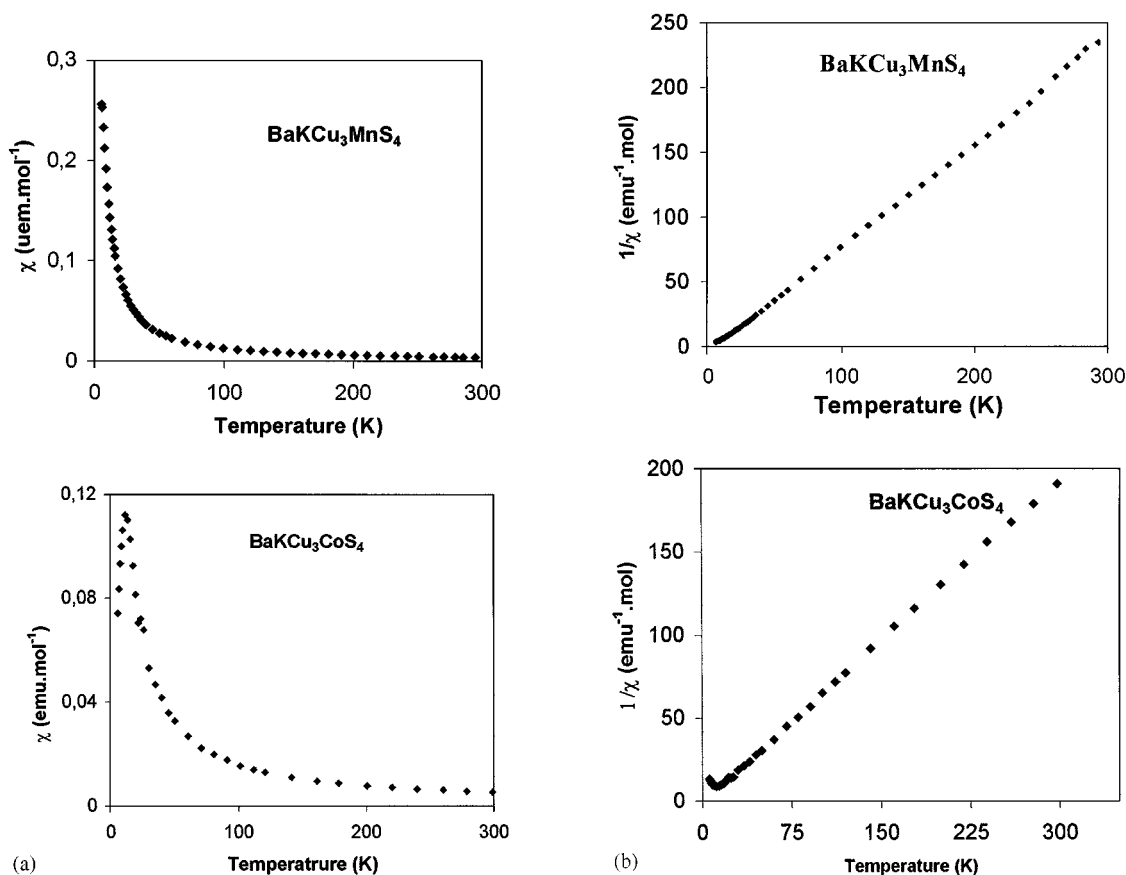 0,3
0,2
0,1
0
χ (uem.mol⁻¹)
BaKCu₃MnS₄
0 100 200 300
Temperature (K)
250
200
150
100
50
0
1/χ (emu⁻¹.mol)
BaKCu₃MnS₄
0 100 200 300
Temperature (K)
0,12
0,08
0,04
0
χ (emu.mol⁻¹)
BaKCu₃CoS₄
0 100 200 300
Temperatrure (K)
(a)
200
150
100
50
0
1/χ (emu⁻¹.mol)
BaKCu₃CoS₄
0 75 150 225 300
Temperature (K)
(b)